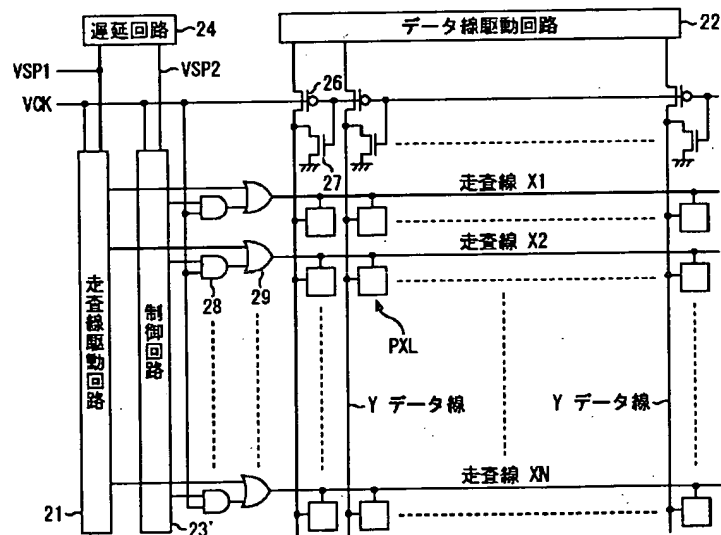 遅延回路
24
データ線駆動回路
22
VSP1
VSP2
26
VCK
27
走査線 X1
走査線 X2
28
29
PXL
走査線駆動回路
制御回路
Y データ線
Y データ線
走査線 XN
21
23'